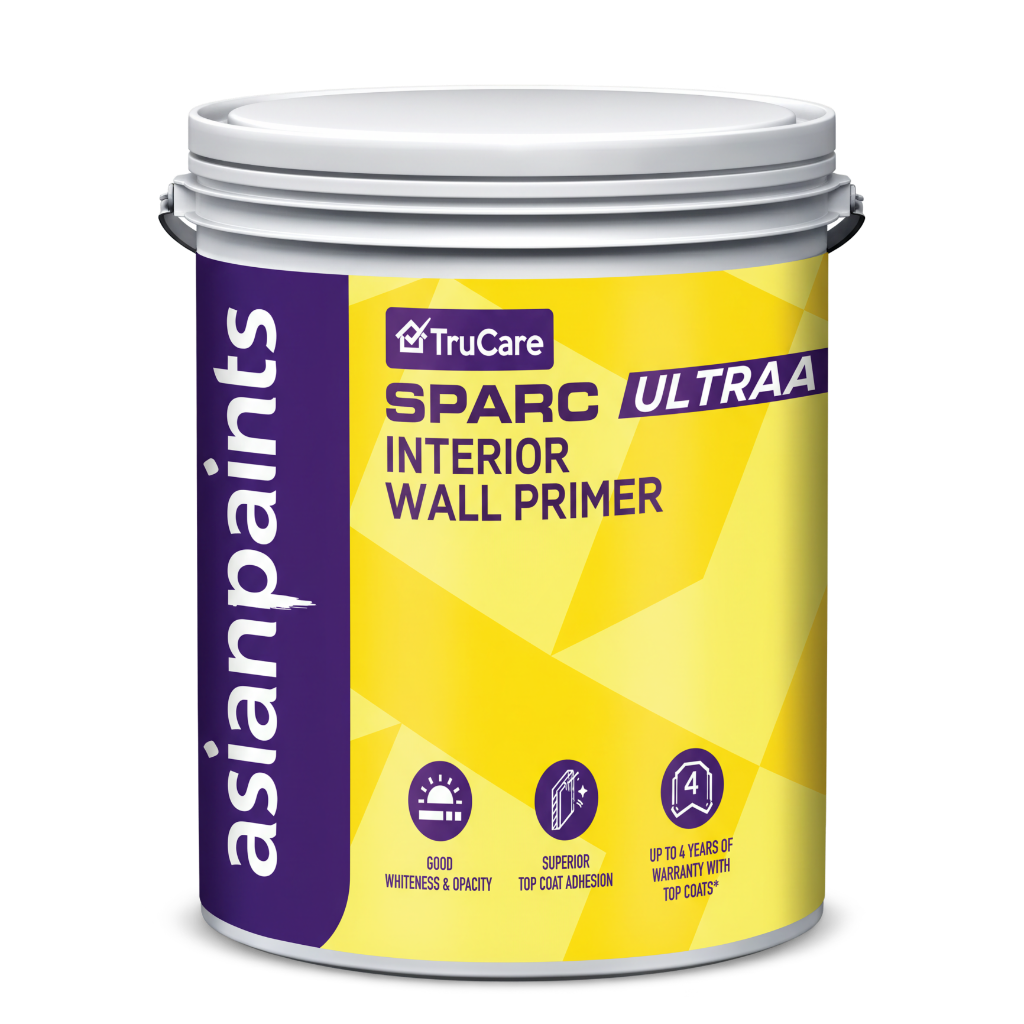 asianpaints
TruCare
SPARC ULTRAA
INTERIOR
WALL PRIMER
GOOD
WHITENESS & OPACITY
SUPERIOR
TOP COAT ADHESION
4
UP TO 4 YEARS OF
WARRANTY WITH
TOP COATS*